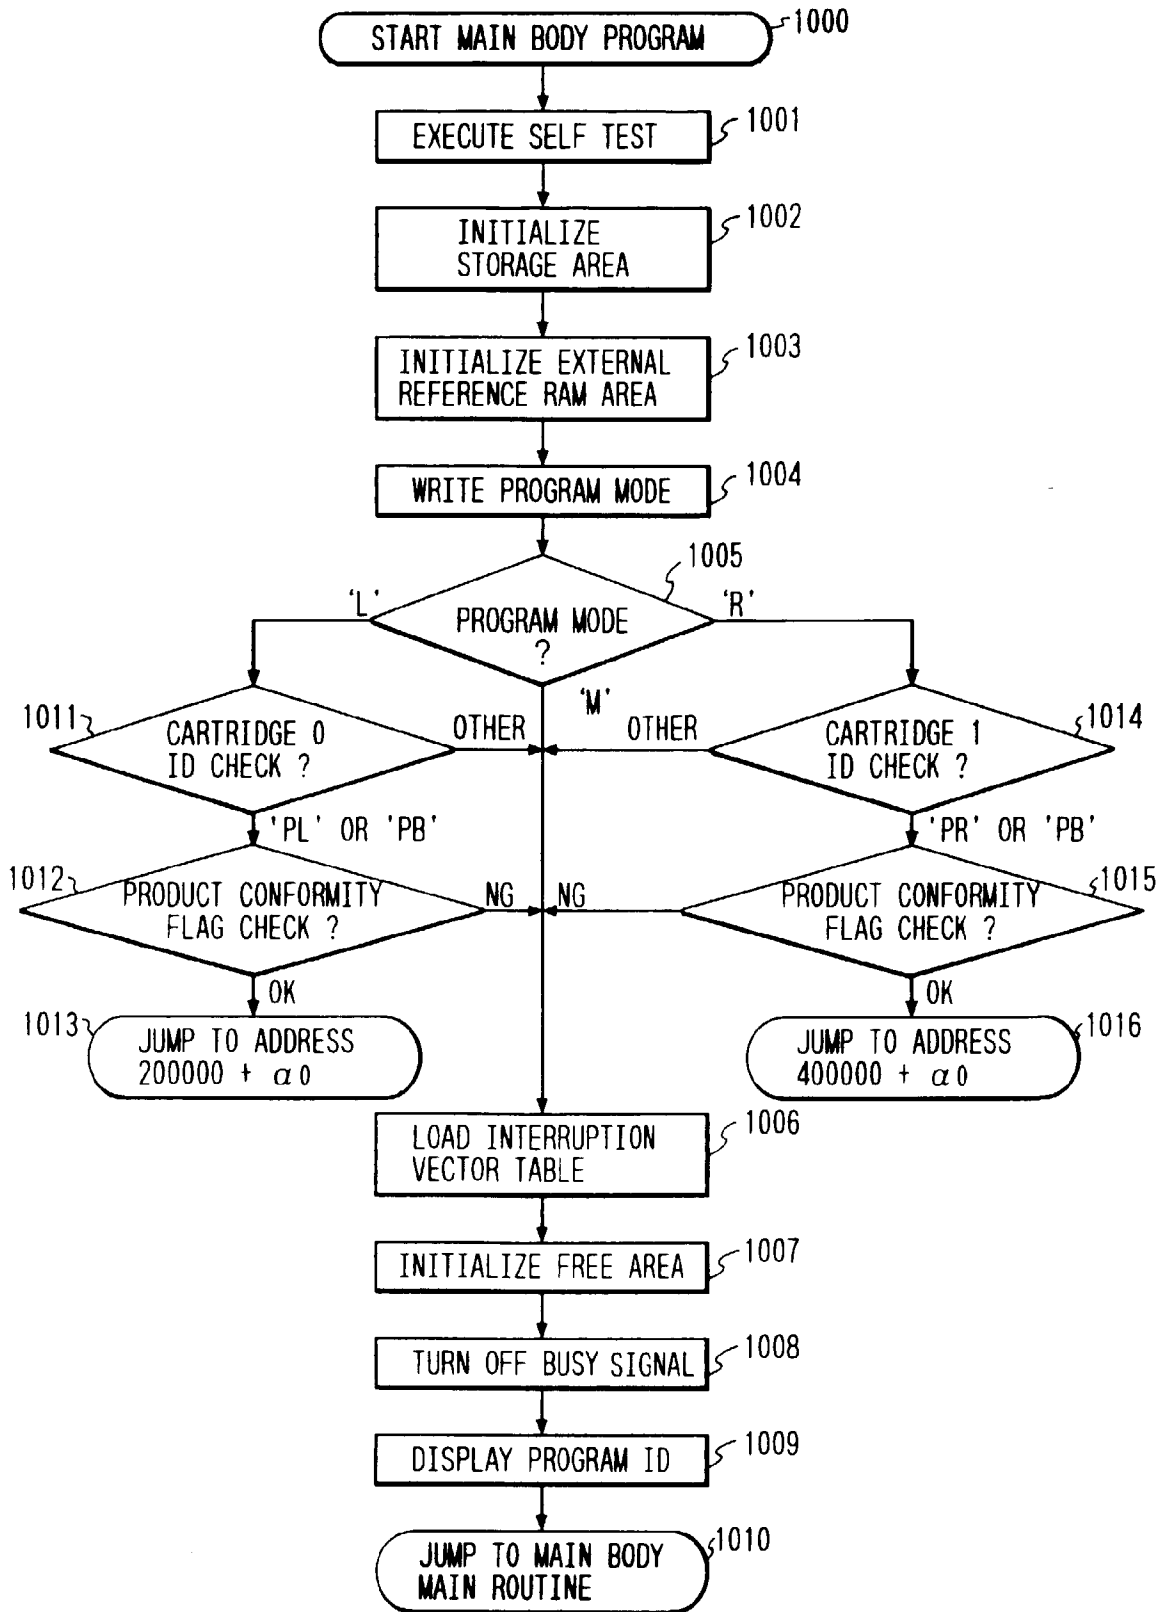 START MAIN BODY PROGRAM
1000
EXECUTE SELF TEST
1001
INITIALIZE
STORAGE AREA
1002
INITIALIZE EXTERNAL
REFERENCE RAM AREA
1003
WRITE PROGRAM MODE
1004
1005
'L'
PROGRAM MODE
?
'R'
'M'
1011
CARTRIDGE 0
ID CHECK ?
OTHER
OTHER
CARTRIDGE 1
ID CHECK ?
1014
'PL' OR 'PB'
'PR' OR 'PB'
1012
PRODUCT CONFORMITY
FLAG CHECK ?
NG
NG
PRODUCT CONFORMITY
FLAG CHECK ?
1015
OK
OK
1013
JUMP TO ADDRESS
200000 + α0
JUMP TO ADDRESS
400000 + α0
1016
LOAD INTERRUPTION
VECTOR TABLE
1006
INITIALIZE FREE AREA
1007
TURN OFF BUSY SIGNAL
1008
DISPLAY PROGRAM ID
1009
JUMP TO MAIN BODY
MAIN ROUTINE
1010